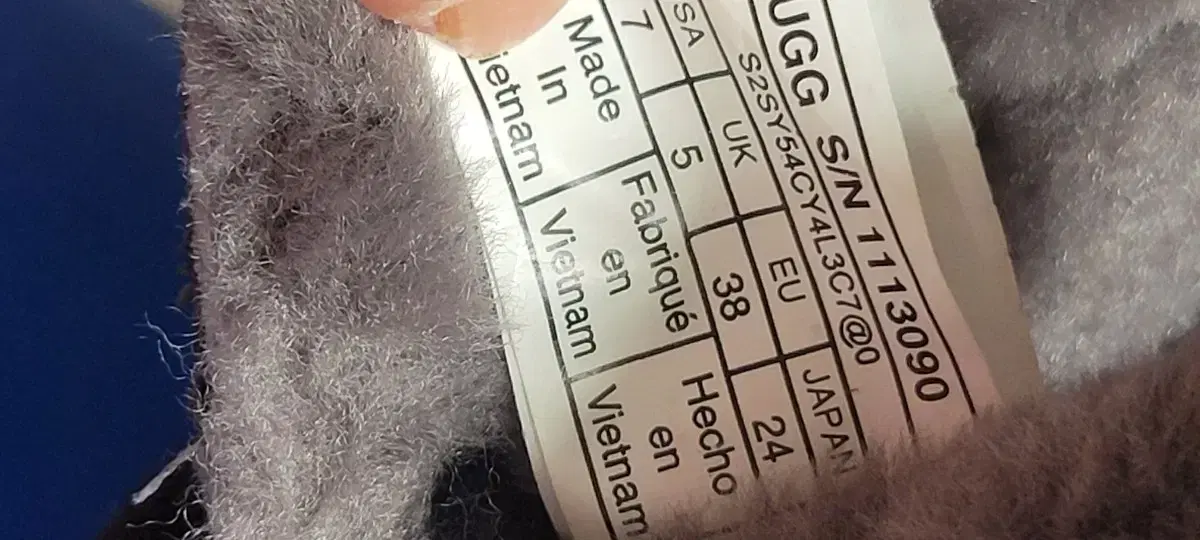 UGG S/N 1113090
S2SY54CY4L3C7@0
SA UK EU JAPAN
7 5 38 24
Made Fabriqué Hecho
In en en
ietnam Vietnam Vietnam